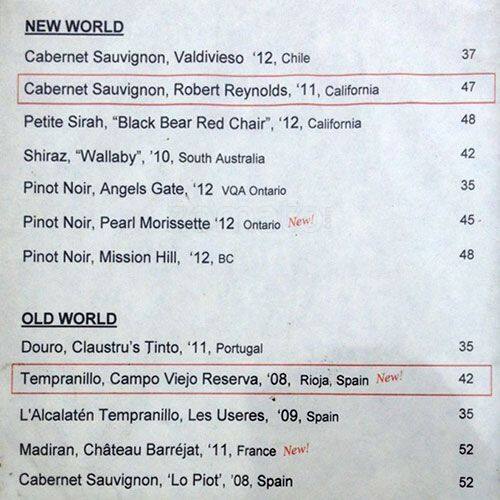 NEW WORLD
Cabernet Sauvignon, Valdivieso ‘12, Chile 37
Cabernet Sauvignon, Robert Reynolds, ‘11, California 47
Petite Sirah, “Black Bear Red Chair”, ‘12, California 48
Shiraz, “Wallaby”, ‘10, South Australia 42
Pinot Noir, Angels Gate, ‘12 VQA Ontario 35
Pinot Noir, Pearl Morissette ‘12 Ontario New! 45
Pinot Noir, Mission Hill, ‘12, BC 48
OLD WORLD
Douro, Claustru’s Tinto, ‘11, Portugal 35
Tempranillo, Campo Viejo Reserva, ‘08, Rioja, Spain New! 42
L'Alcalatén Tempranillo, Les Useres, ‘09, Spain 35
Madiran, Château Barréjat, ‘11, France New! 52
Cabernet Sauvignon, ‘Lo Piot’, ’08, Spain 52